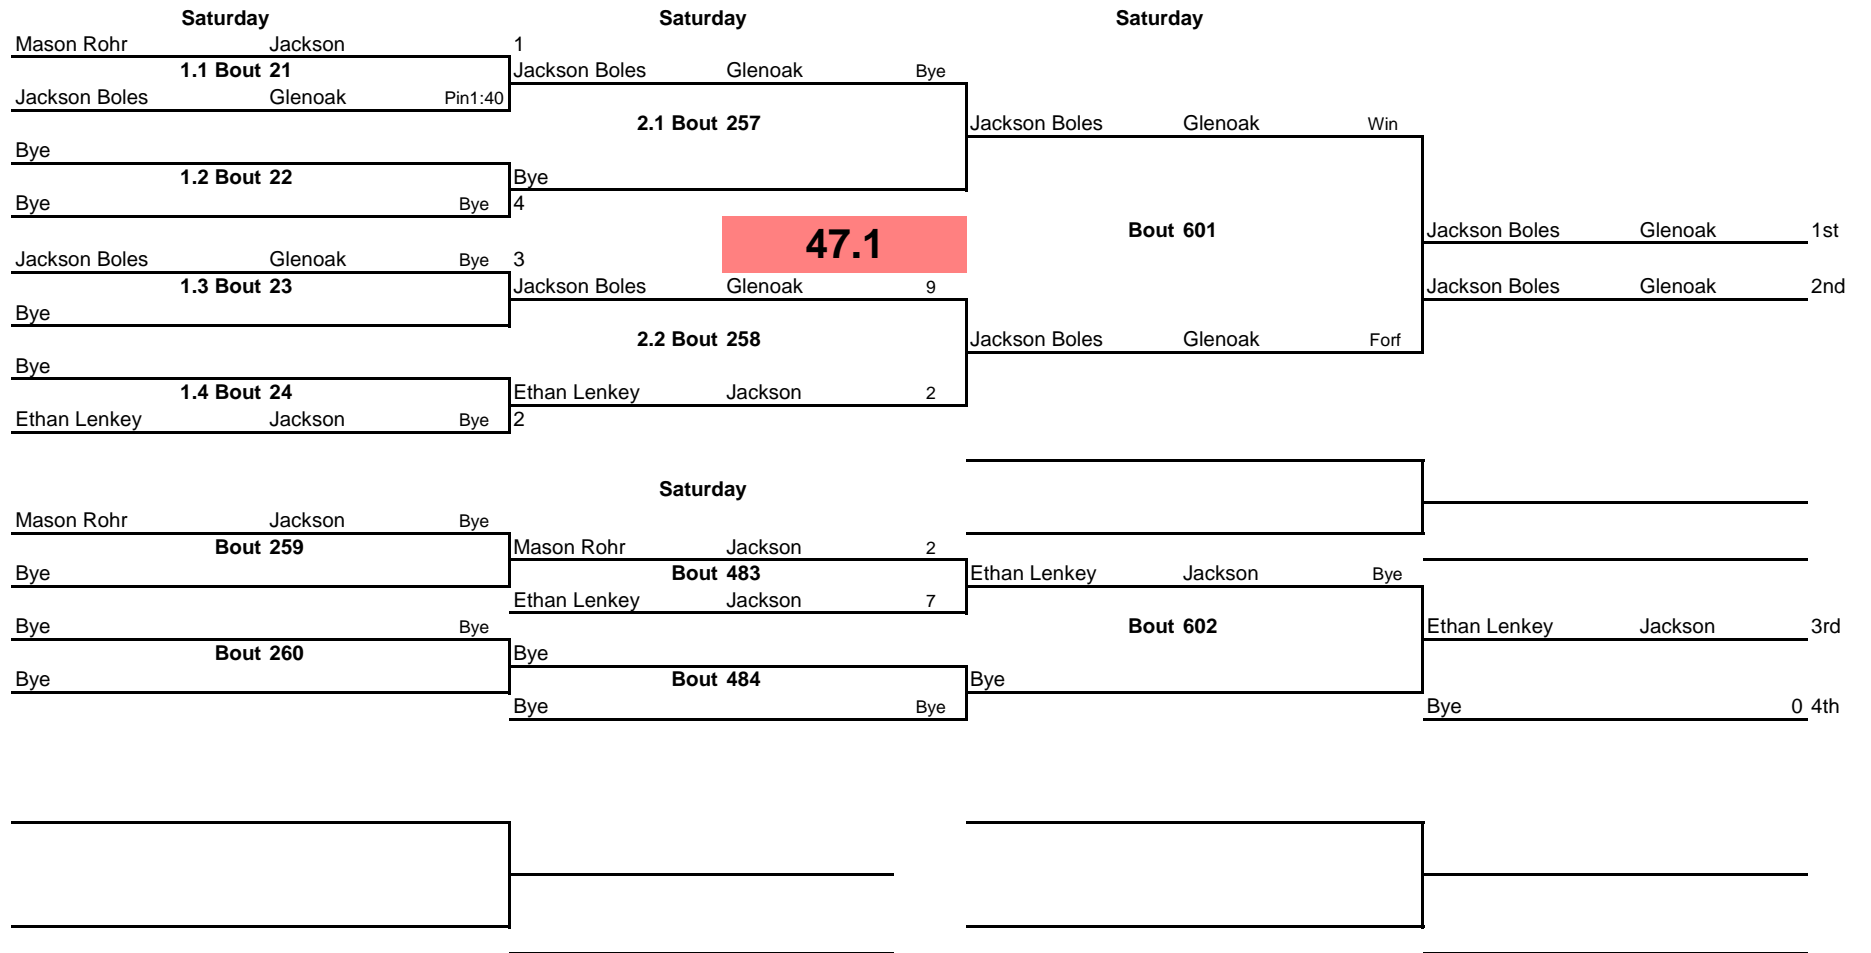 Saturday Saturday Saturday
Mason Rohr Jackson 1
1.1 Bout 21 Jackson Boles Glenoak Bye
Jackson Boles Glenoak Pin1:40
2.1 Bout 257 Jackson Boles Glenoak Win
Bye
1.2 Bout 22 Bye
Bye Bye 4
Bout 601 Jackson Boles Glenoak 1st
47.1
Jackson Boles Glenoak Bye 3
1.3 Bout 23 Jackson Boles Glenoak 9 Jackson Boles Glenoak 2nd
Bye
2.2 Bout 258 Jackson Boles Glenoak Forf
Bye
1.4 Bout 24 Ethan Lenkey Jackson 2
Ethan Lenkey Jackson Bye 2
Saturday
Mason Rohr Jackson Bye
Bout 259 Mason Rohr Jackson 2
Bye Bout 483 Ethan Lenkey Jackson Bye
Ethan Lenkey Jackson 7
Bye Bye Bout 602 Ethan Lenkey Jackson 3rd
Bout 260 Bye
Bye Bout 484 Bye
Bye Bye Bye 0 4th